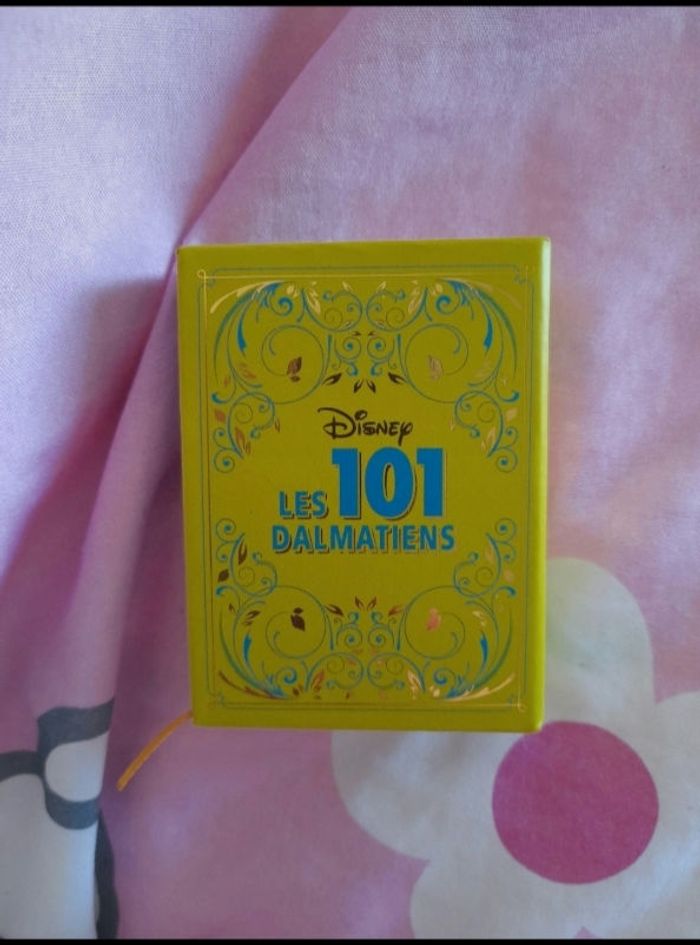 Disney
LES 101
DALMATIENS